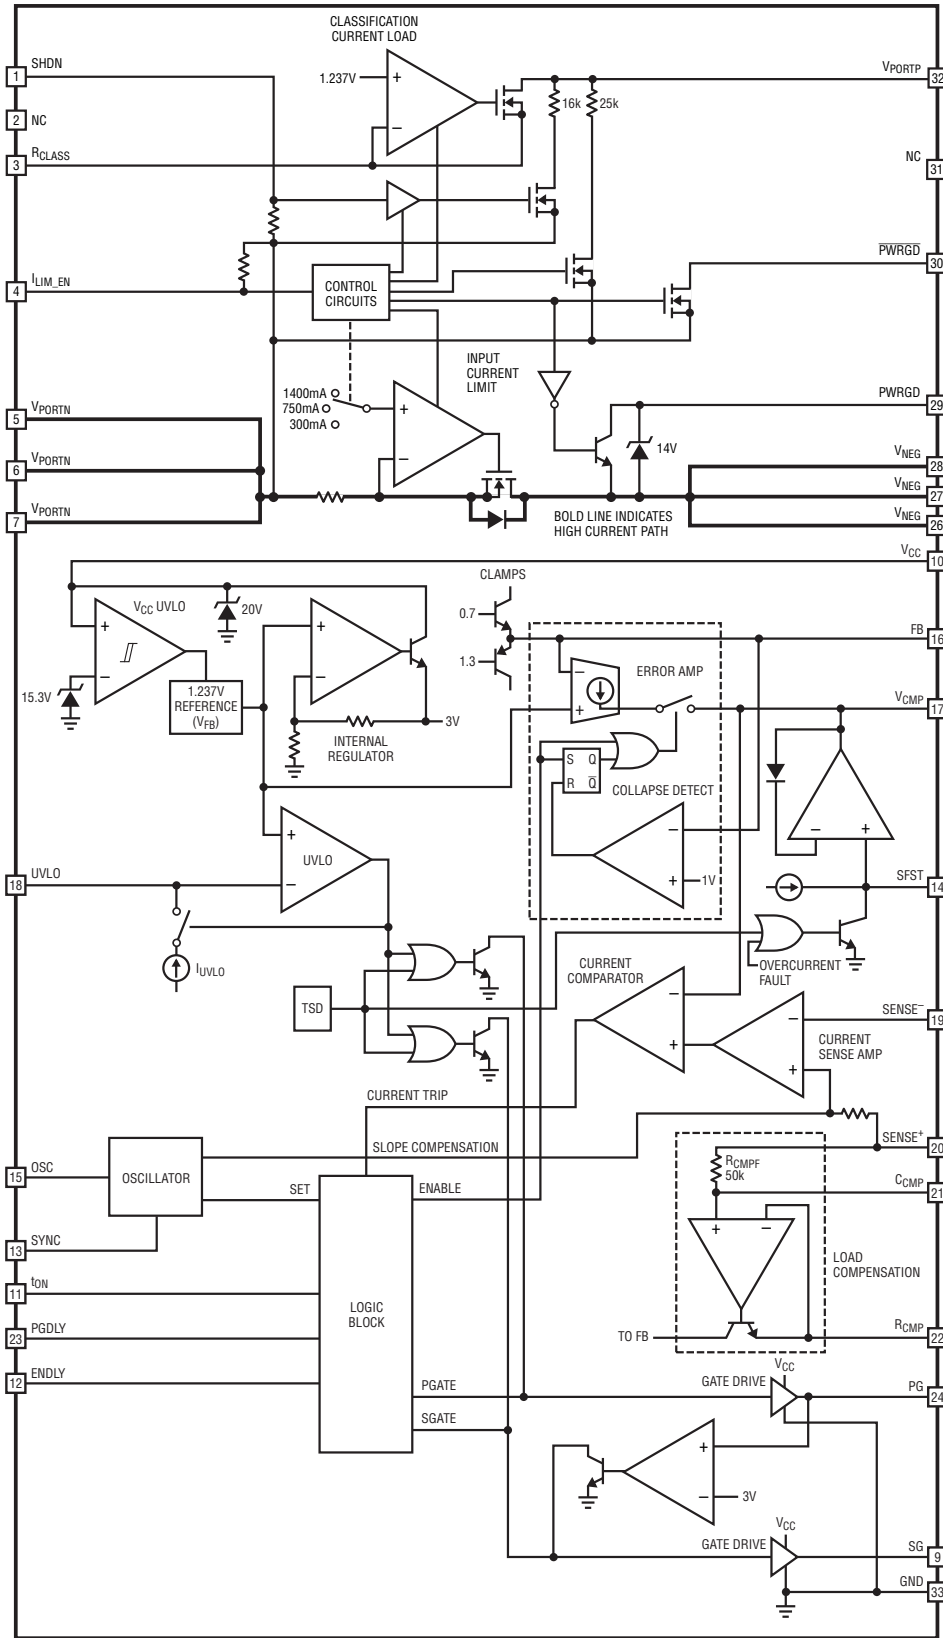 CLASSIFICATION
CURRENT LOAD
1 SHDN
1.237V
+
−
VPORTP 32
16k
25k
2 NC
3 RCLASS
NC 31
PWRGD 30
4 ILIM_EN
CONTROL
CIRCUITS
INPUT
CURRENT
LIMIT
1400mA
750mA
300mA
+
−
PWRGD 29
14V
5 VPORTN
6 VPORTN
7 VPORTN
VNEG 28
VNEG 27
VNEG 26
BOLD LINE INDICATES
HIGH CURRENT PATH
VCC 10
CLAMPS
VCC UVLO
20V
0.7
1.3
+
−
+
−
15.3V
1.237V
REFERENCE
(VFB)
3V
INTERNAL
REGULATOR
FB 16
ERROR AMP
−
+
VCMP 17
S Q
R Q̅
COLLAPSE DETECT
−
+
1V
−
+
18 UVLO
+
UVLO
−
IUVLO
SFST 14
OVERCURRENT
FAULT
CURRENT
COMPARATOR
−
+
TSD
SENSE− 19
−
+
CURRENT
SENSE AMP
CURRENT TRIP
SLOPE COMPENSATION
SENSE+ 20
15 OSC
OSCILLATOR
SET
ENABLE
RCMPF
50k
CCMP 21
+
−
LOAD
COMPENSATION
13 SYNC
11 tON
LOGIC
BLOCK
23 PGDLY
TO FB
RCMP 22
12 ENDLY
PGATE
SGATE
GATE DRIVE
VCC
PG 24
+
−
3V
GATE DRIVE
VCC
SG 9
GND 33